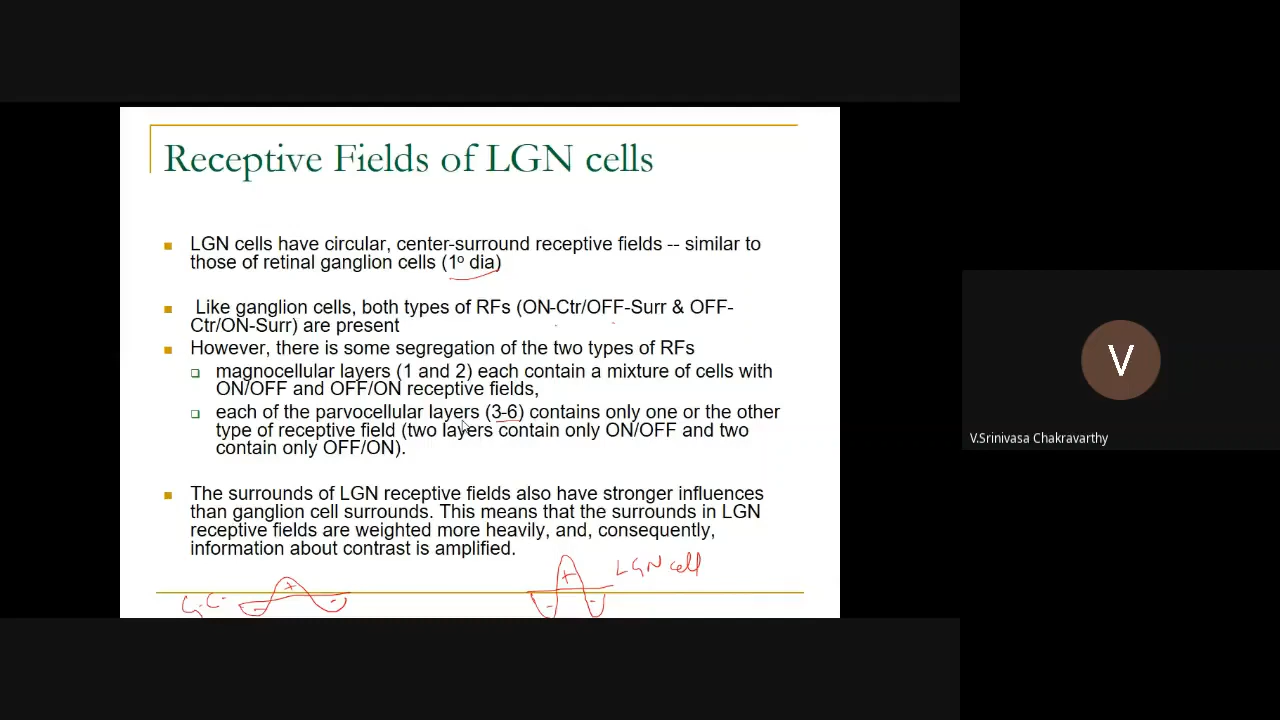 Receptive Fields of LGN cells
LGN cells have circular, center-surround receptive fields -- similar to
those of retinal ganglion cells (1º dia)
Like ganglion cells, both types of RFs (ON-Ctr/OFF-Surr & OFF-
Ctr/ON-Surr) are present
However, there is some segregation of the two types of RFs
magnocellular layers (1 and 2) each contain a mixture of cells with
ON/OFF and OFF/ON receptive fields,
each of the parvocellular layers (3-6) contains only one or the other
type of receptive field (two layers contain only ON/OFF and two
contain only OFF/ON).
The surrounds of LGN receptive fields also have stronger influences
than ganglion cell surrounds. This means that the surrounds in LGN
receptive fields are weighted more heavily, and, consequently,
information about contrast is amplified.
G.C.
- + -
- + -
LGN cell
V
V.Srinivasa Chakravarthy